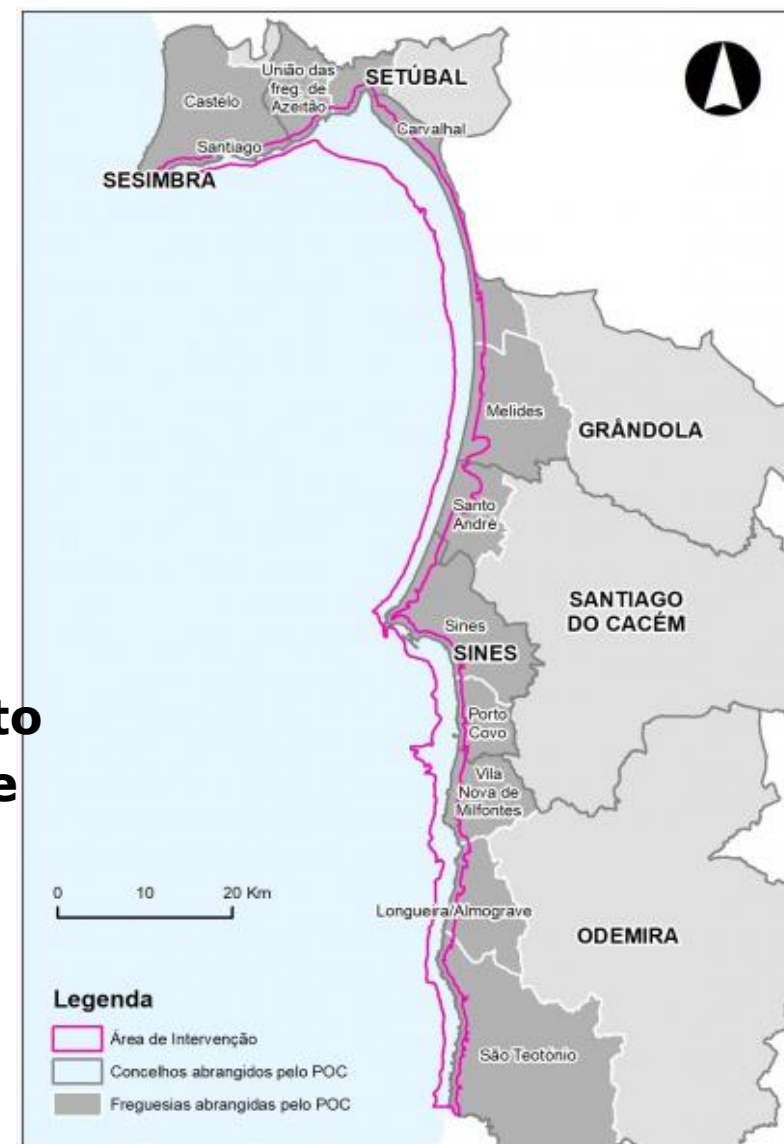 União das
freg. de
Azeitão
SETÚBAL
Castelo
Carvalhal
Santiago
SESIMBRA
Melides
GRÂNDOLA
Santo
André
SANTIAGO
DO CACÉM
Sines
SINES
to
Porto
Covo
e
Vila
Nova de
Milfontes
0 10 20 Km
Longueira/Almograve
ODEMIRA
Legenda
Área de Intervenção
Concelhos abrangidos pelo POC
Freguesias abrangidas pelo POC
São Teotónio